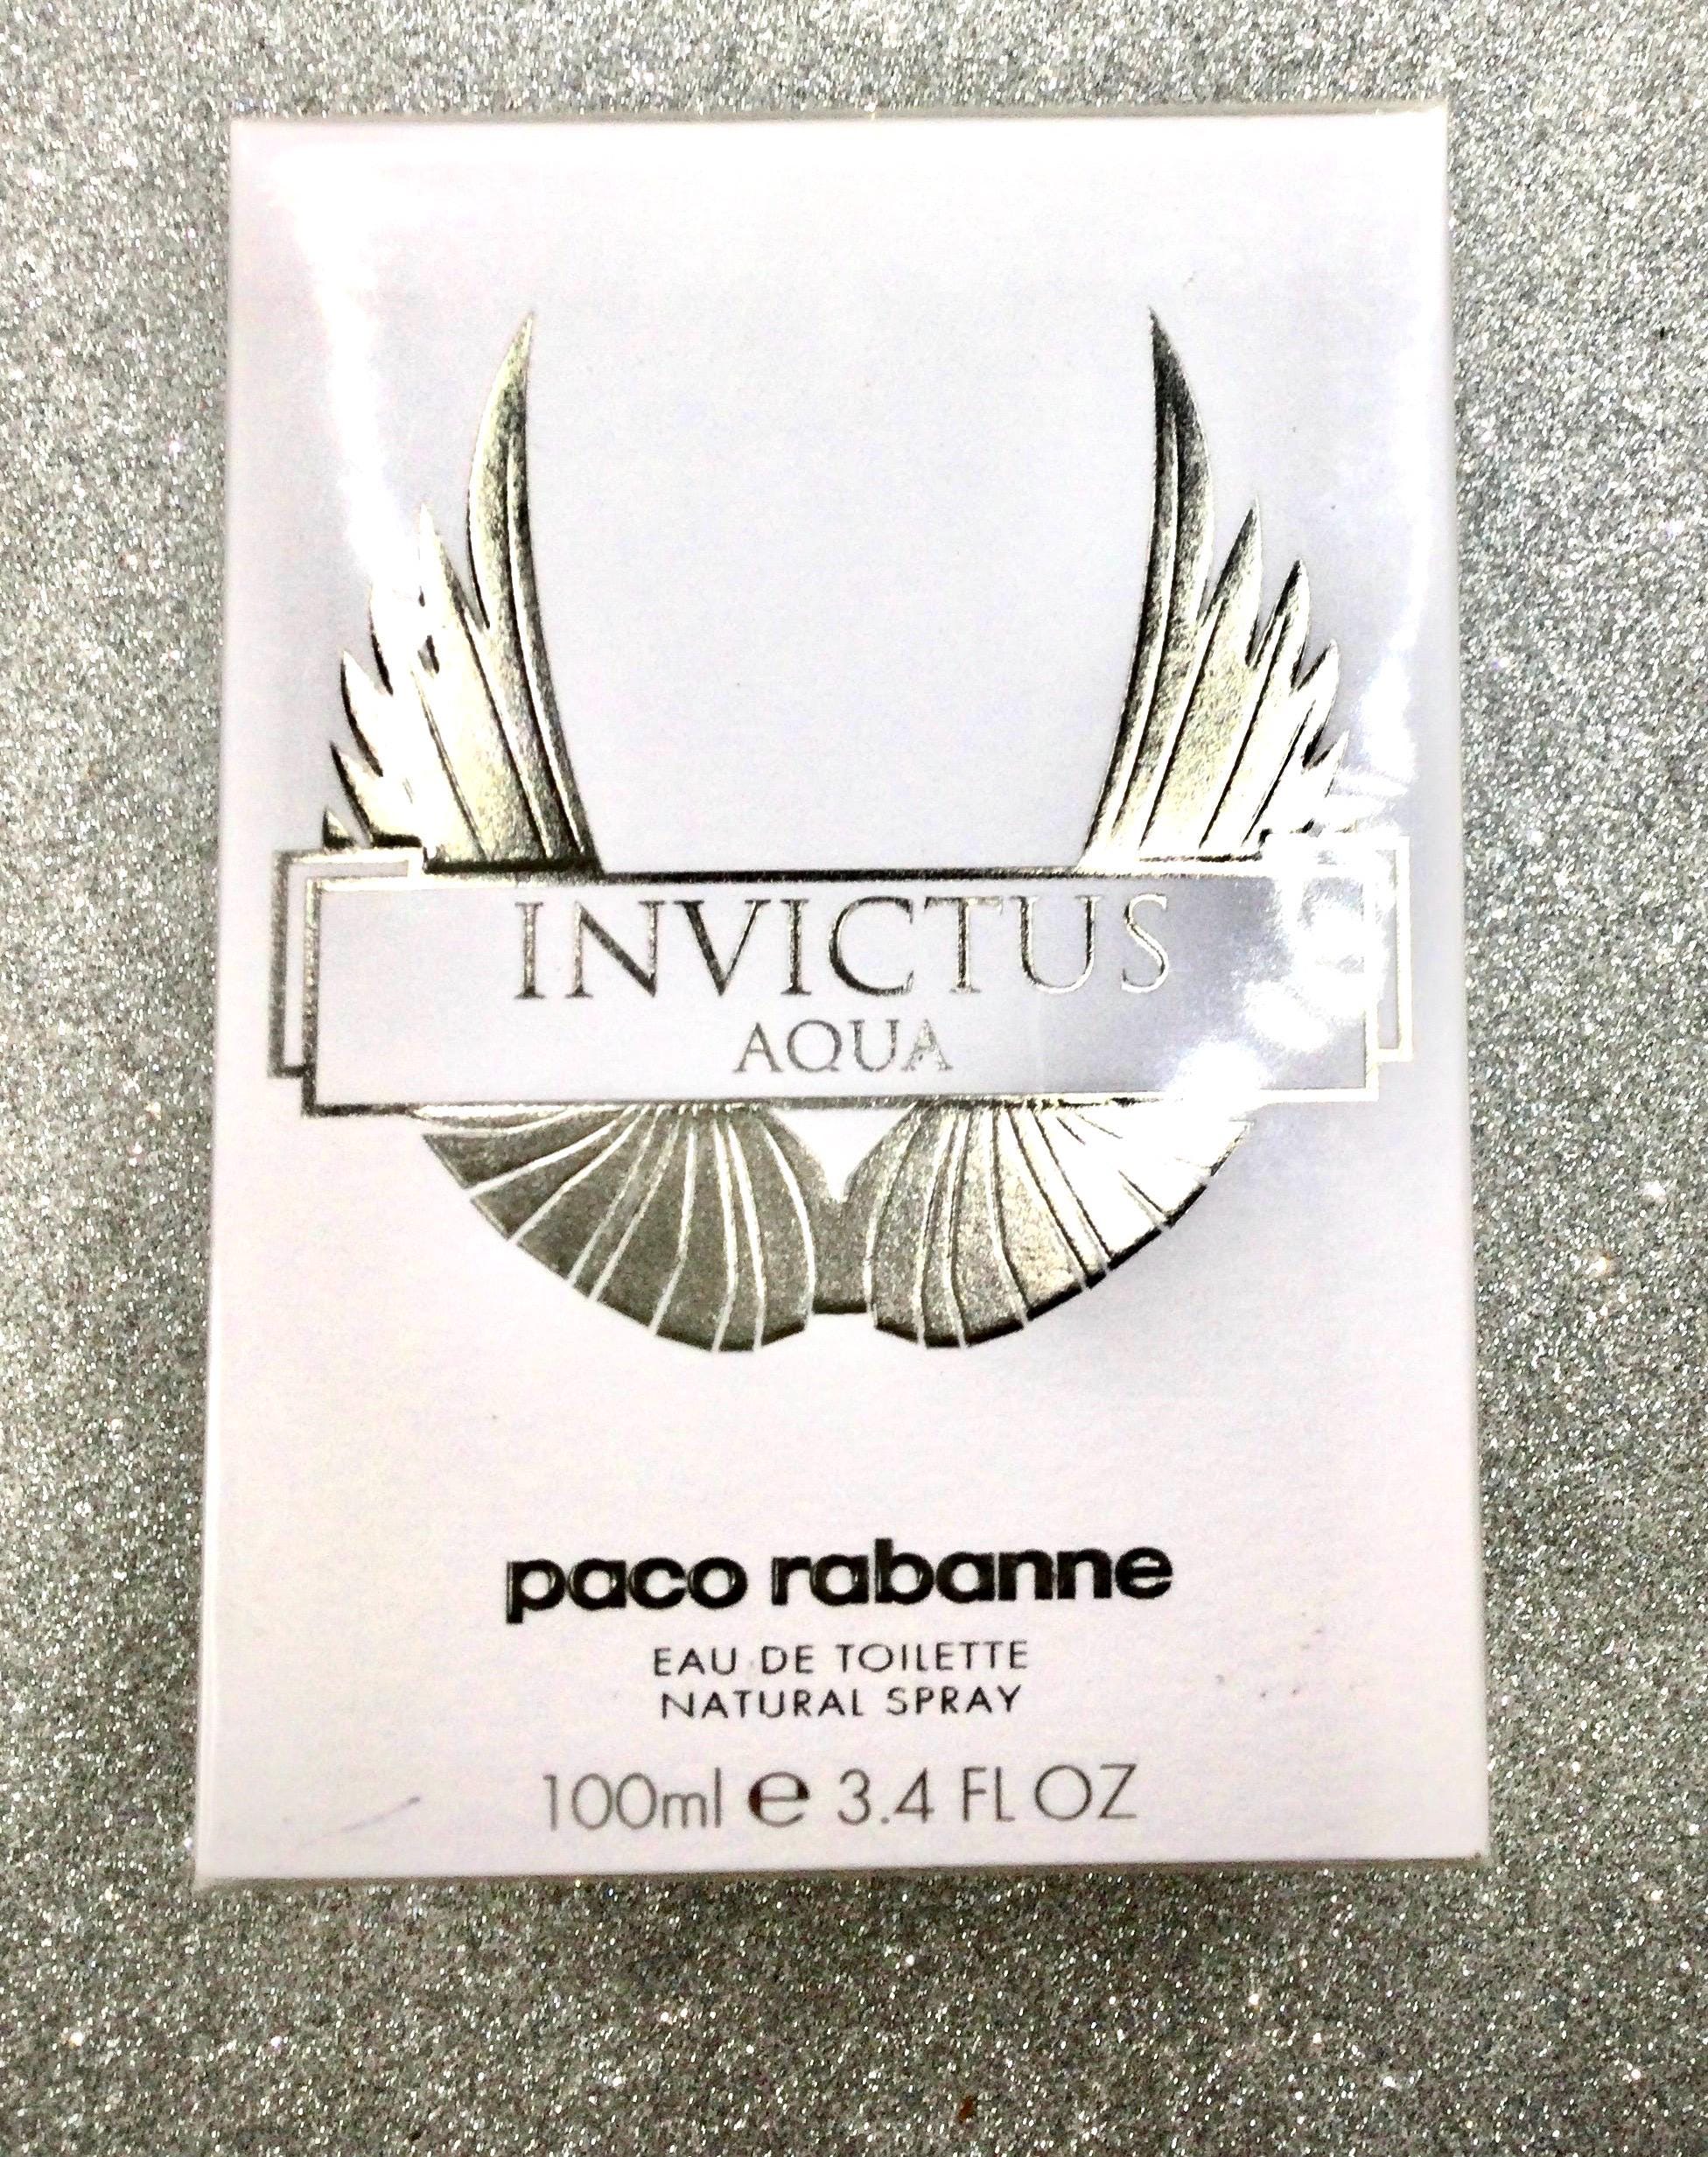 INVICTUS
AQUA
paco rabanne
EAU DE TOILETTE
NATURAL SPRAY
100ml e 3.4 FL OZ